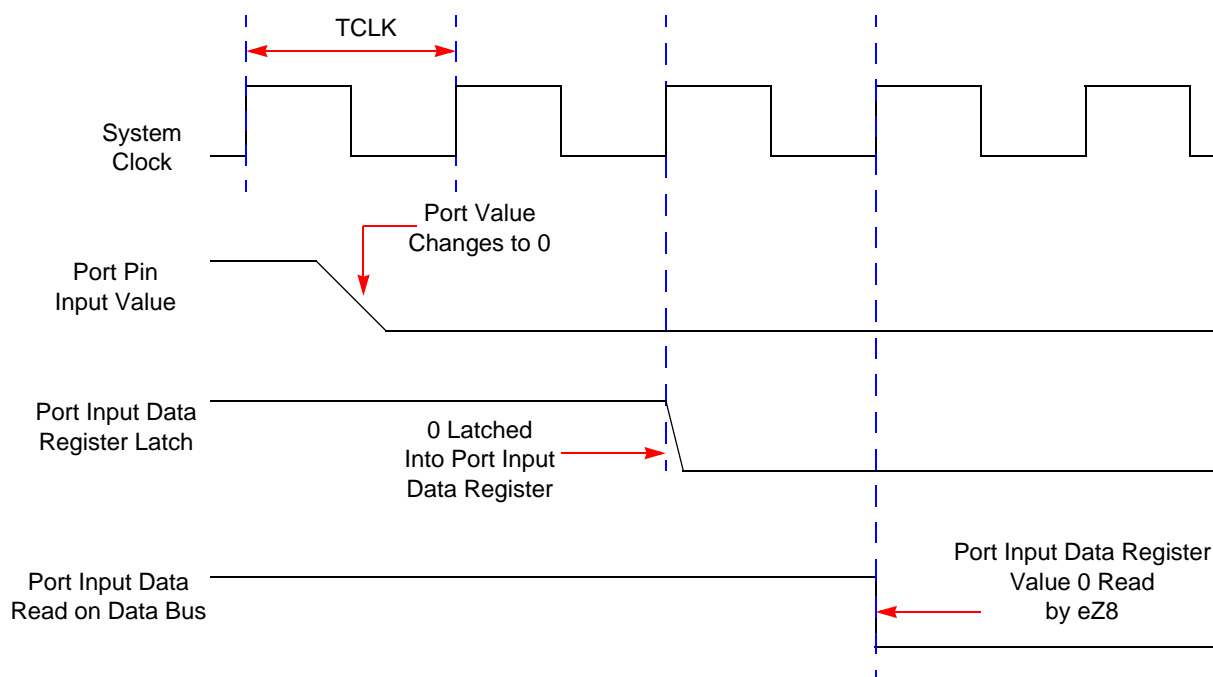 TCLK
System
Clock
Port Value
Changes to 0
Port Pin
Input Value
Port Input Data
Register Latch
0 Latched
Into Port Input
Data Register
Port Input Data
Read on Data Bus
Port Input Data Register
Value 0 Read
by eZ8